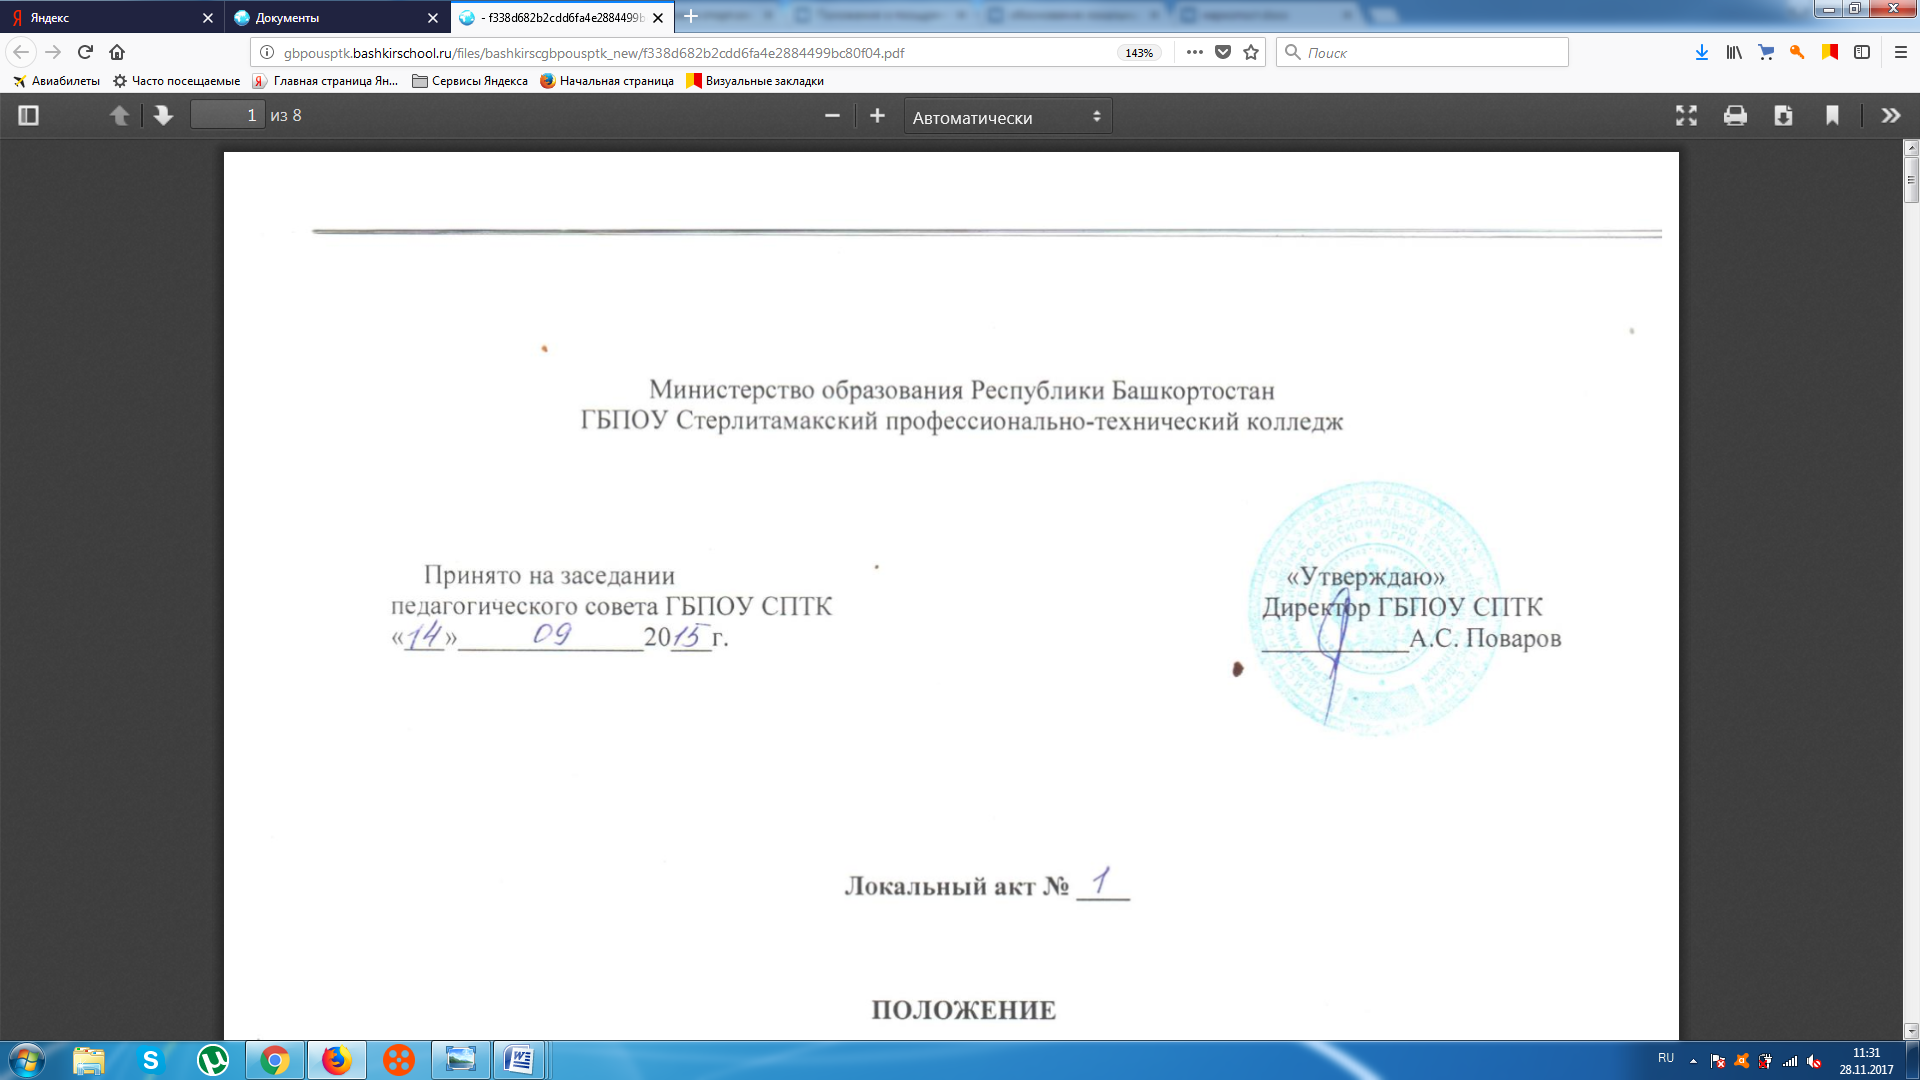 Яндекс
Документы
- f338d682b2cdd6fa4e2884499b
gbpousptk.bashkirschool.ru/files/bashkirscgbpousptk_new/f338d682b2cdd6fa4e2884499bc80f04.pdf
143%
Поиск
Авиабилеты
Часто посещаемые
Главная страница Ян...
Сервисы Яндекса
Начальная страница
Визуальные закладки
1 из 8
Автоматически
Министерство образования Республики Башкортостан
ГБПОУ Стерлитамакский профессионально-технический колледж
Принято на заседании
педагогического совета ГБПОУ СПТК
«14» 09 2015 г.
«Утверждаю»
Директор ГБПОУ СПТК
А.С. Поваров
Локальный акт № 1
ПОЛОЖЕНИЕ
RU
11:31
28.11.2017